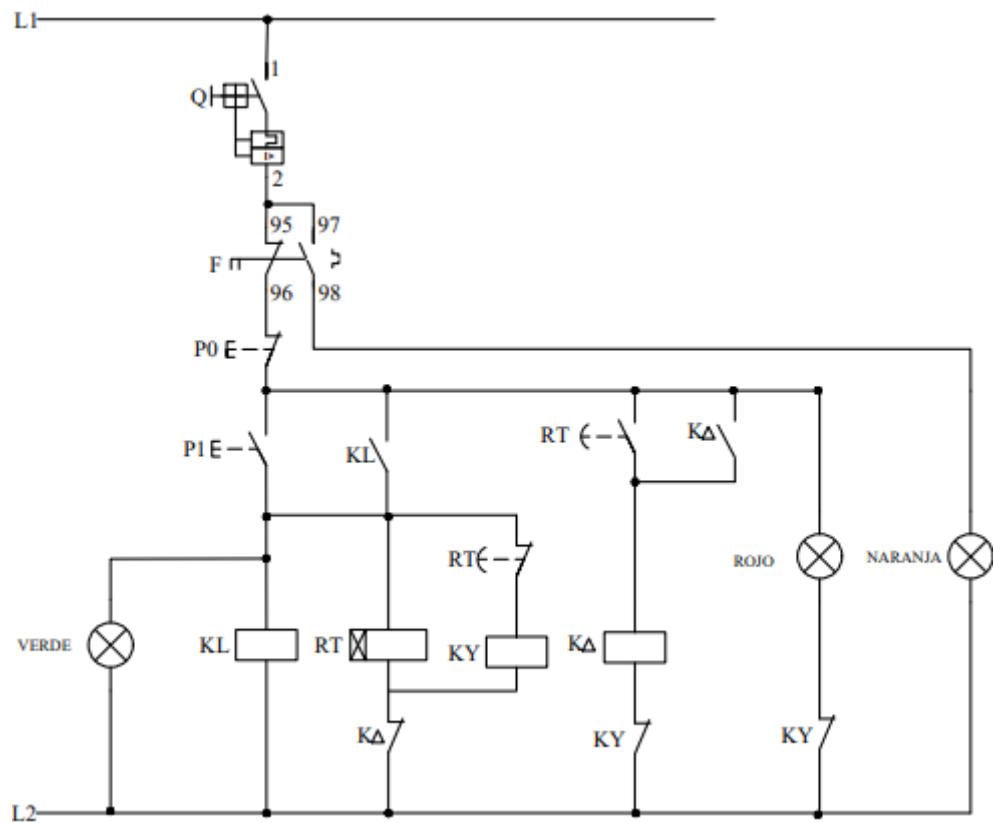 L1
1
Q
I>
2
95 97
F
96 98
P0
P1
KL
RT
KΔ
RT
ROJO
NARANJA
VERDE
KL
RT
KY
KΔ
KΔ
KY
KY
L2